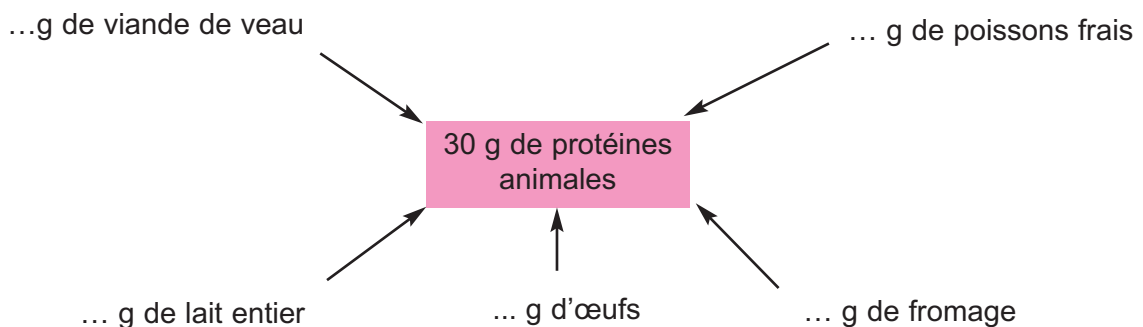 …g de viande de veau
… g de poissons frais
30 g de protéines
animales
… g de lait entier
... g d’œufs
… g de fromage